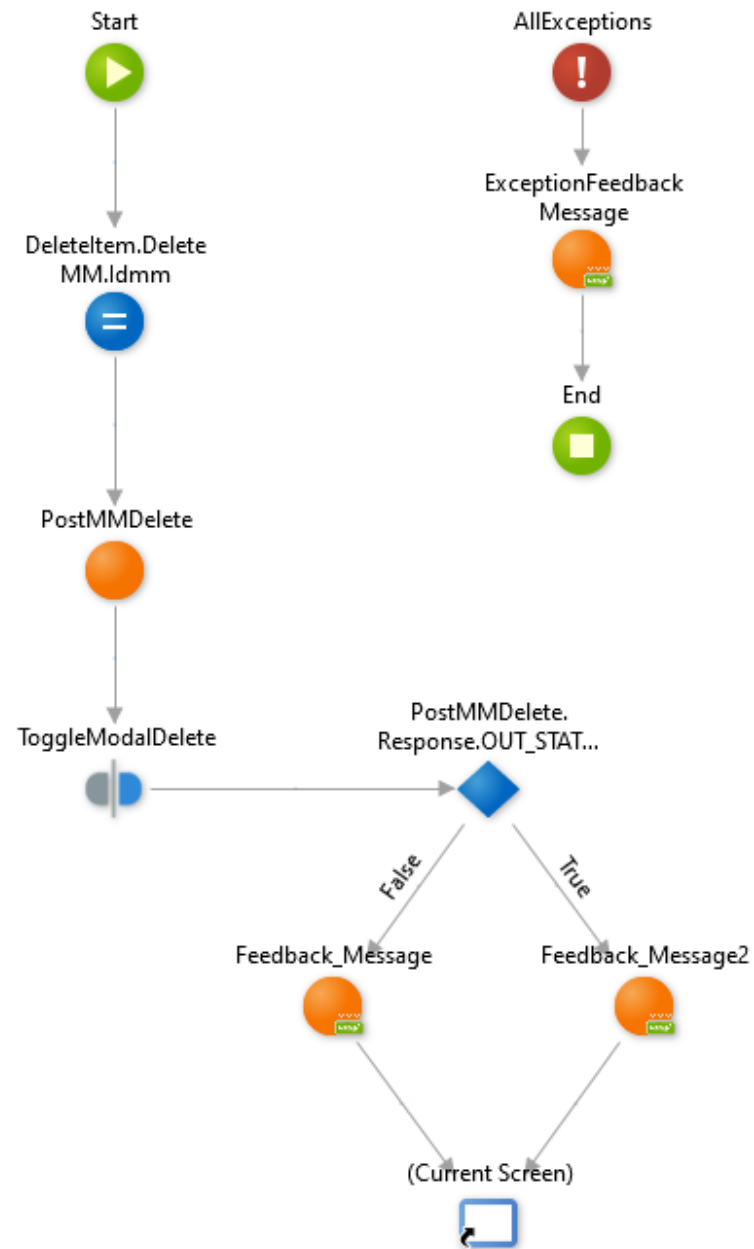 Start
AllExceptions
ExceptionFeedback
Message
DeleteItem.Delete
MM.Idmm
End
PostMMDelete
ToggleModalDelete
PostMMDelete.
Response.OUT_STAT...
False
True
Feedback_Message
Feedback_Message2
(Current Screen)